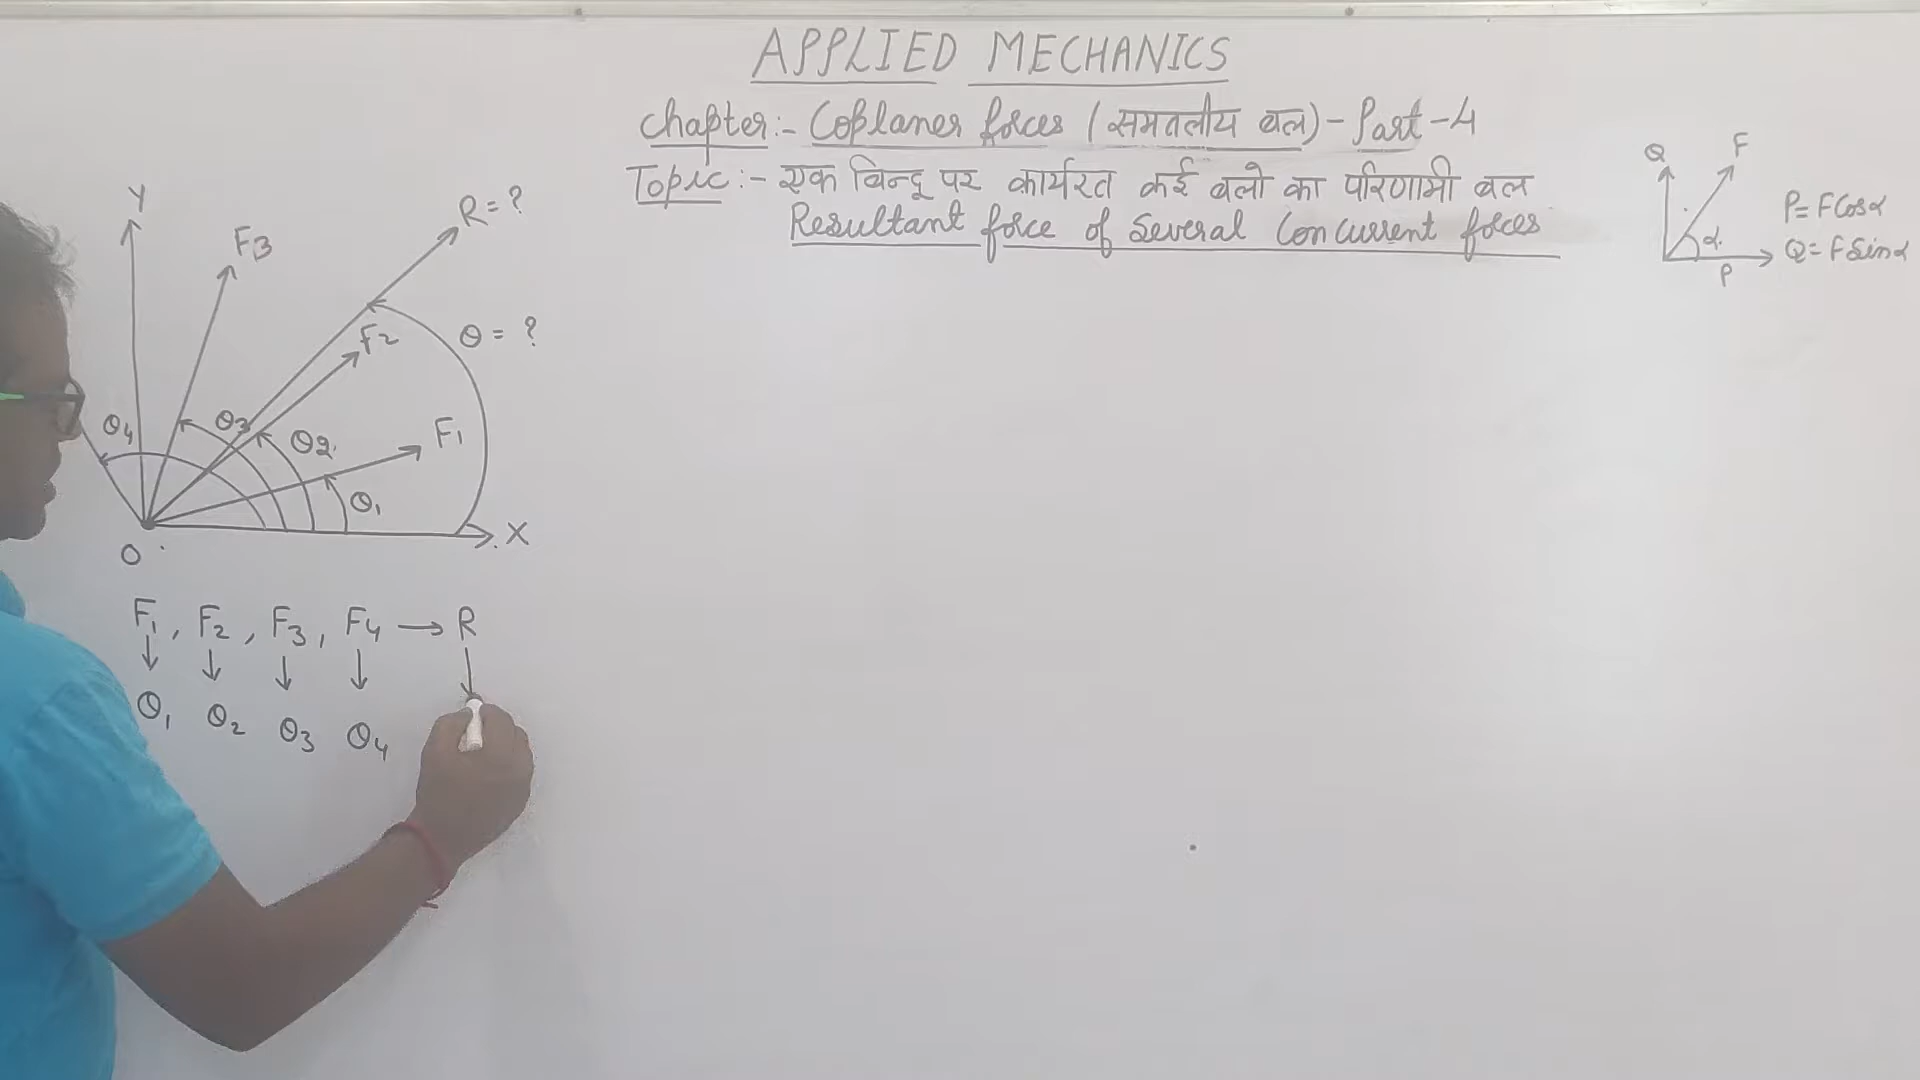 APPLIED MECHANICS
Chapter:- Coplaner forces (समतलीय बल) - Part-4
Topic:- एक बिन्दू पर कार्यरत कई बलो का परिणामी बल
Resultant force of Several Concurrent forces
Y
F3
R = ?
F2
θ = ?
θ4
θ3
θ2
F1
θ1
X
O
F1, F2, F3, F4 → R
θ1 θ2 θ3 θ4
Q
F
α
P
P = F Cosα
Q = F Sinα